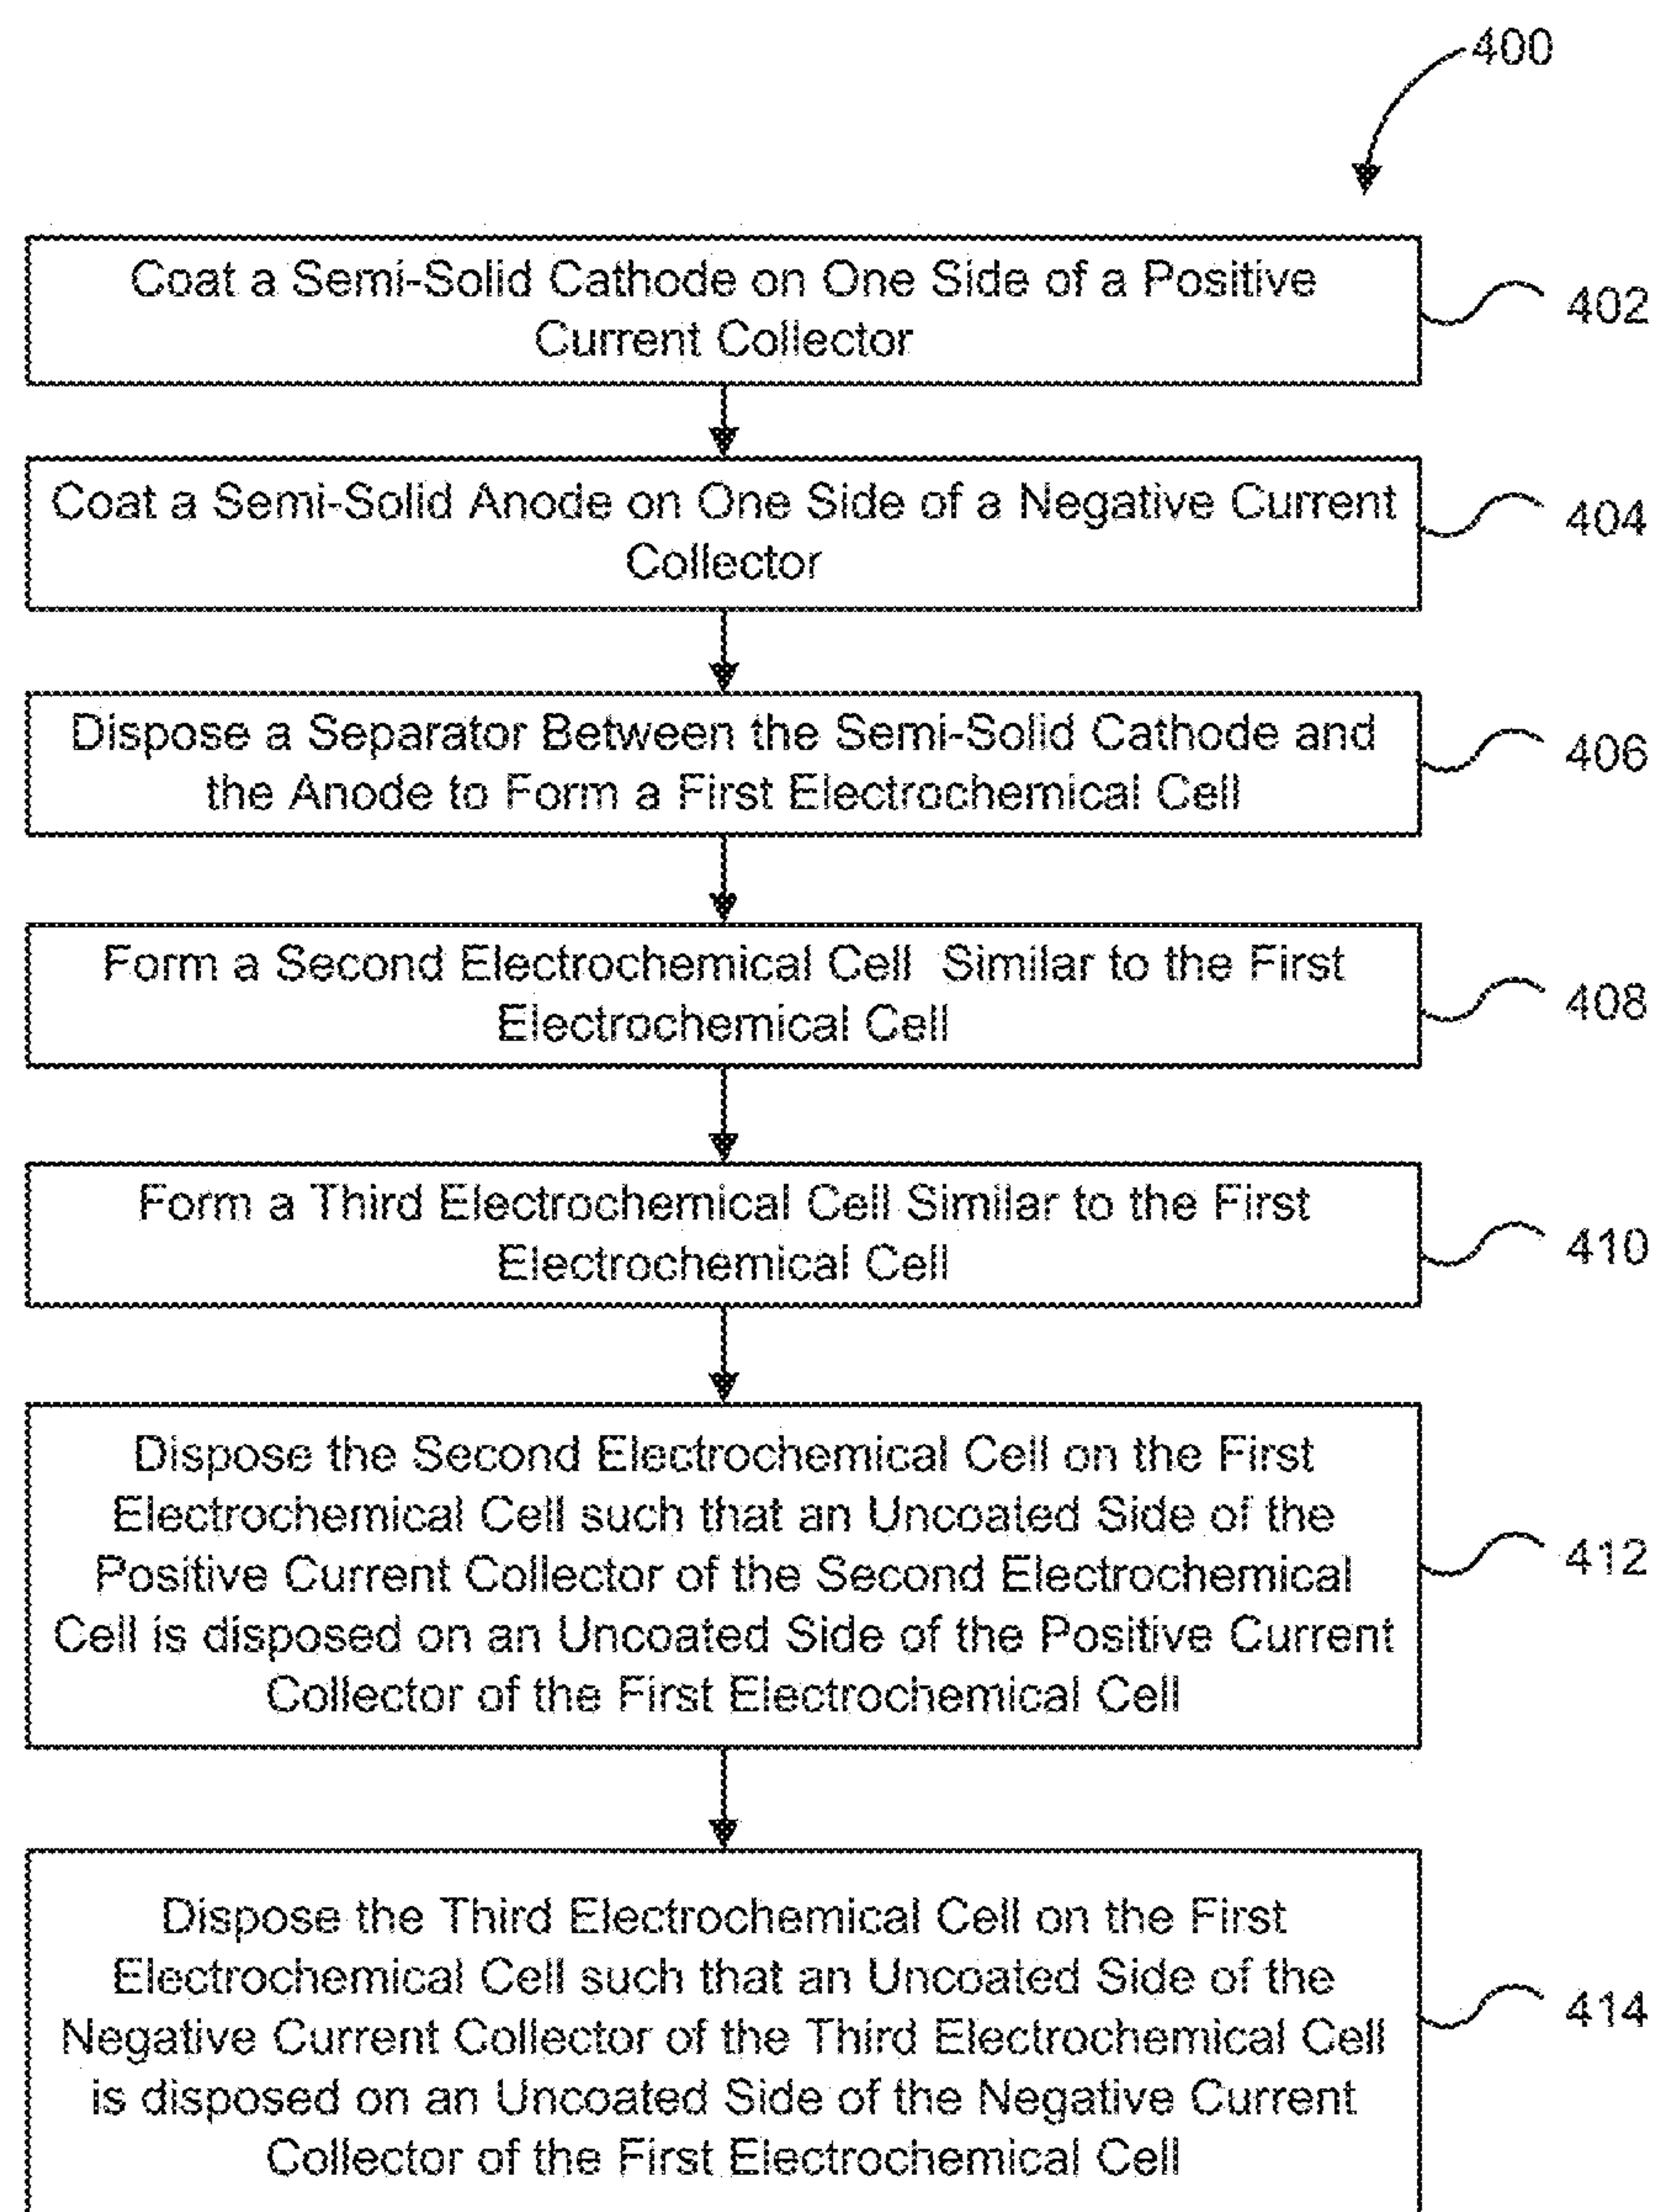 400
Coat a Semi-Solid Cathode on One Side of a Positive
Current Collector
402
Coat a Semi-Solid Anode on One Side of a Negative Current
Collector
404
Dispose a Separator Between the Semi-Solid Cathode and
the Anode to Form a First Electrochemical Cell
406
Form a Second Electrochemical Cell Similar to the First
Electrochemical Cell
408
Form a Third Electrochemical Cell Similar to the First
Electrochemical Cell
410
Dispose the Second Electrochemical Cell on the First
Electrochemical Cell such that an Uncoated Side of the
Positive Current Collector of the Second Electrochemical
Cell is disposed on an Uncoated Side of the Positive Current
Collector of the First Electrochemical Cell
412
Dispose the Third Electrochemical Cell on the First
Electrochemical Cell such that an Uncoated Side of the
Negative Current Collector of the Third Electrochemical Cell
is disposed on an Uncoated Side of the Negative Current
Collector of the First Electrochemical Cell
414